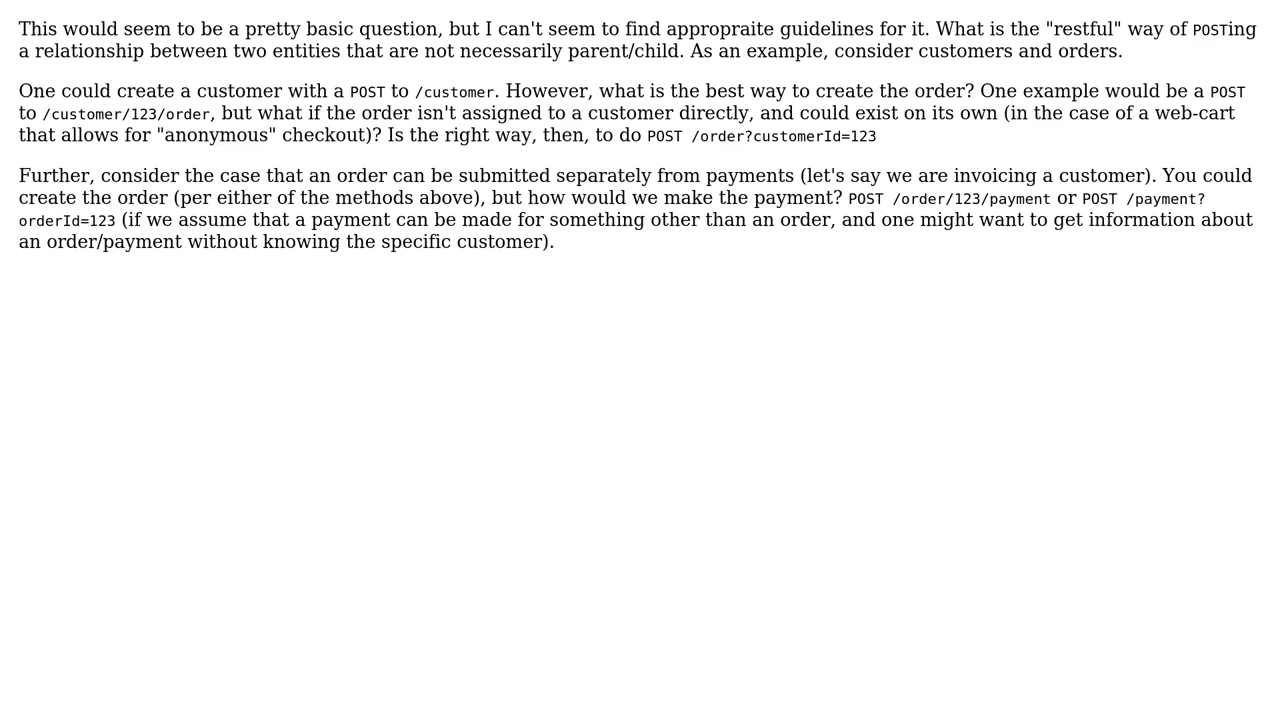 This would seem to be a pretty basic question, but I can't seem to find appropraite guidelines for it. What is the "restful" way of POSTing
a relationship between two entities that are not necessarily parent/child. As an example, consider customers and orders.
One could create a customer with a POST to /customer. However, what is the best way to create the order? One example would be a POST
to /customer/123/order, but what if the order isn't assigned to a customer directly, and could exist on its own (in the case of a web-cart
that allows for "anonymous" checkout)? Is the right way, then, to do POST /order?customerId=123
Further, consider the case that an order can be submitted separately from payments (let's say we are invoicing a customer). You could
create the order (per either of the methods above), but how would we make the payment? POST /order/123/payment or POST /payment?
orderId=123 (if we assume that a payment can be made for something other than an order, and one might want to get information about
an order/payment without knowing the specific customer).